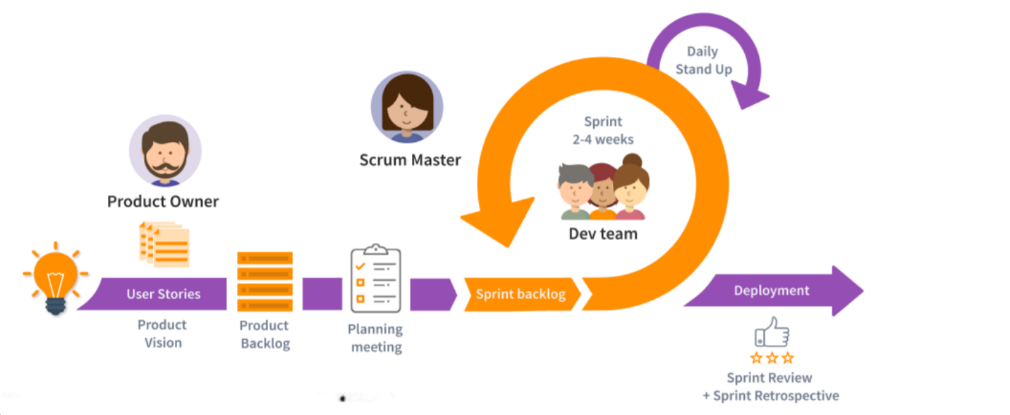 Daily
Stand Up
Sprint
2-4 weeks
Scrum Master
Product Owner
Dev team
User Stories
Sprint backlog
Deployment
Product
Vision
Product
Backlog
Planning
meeting
Sprint Review
+ Sprint Retrospective